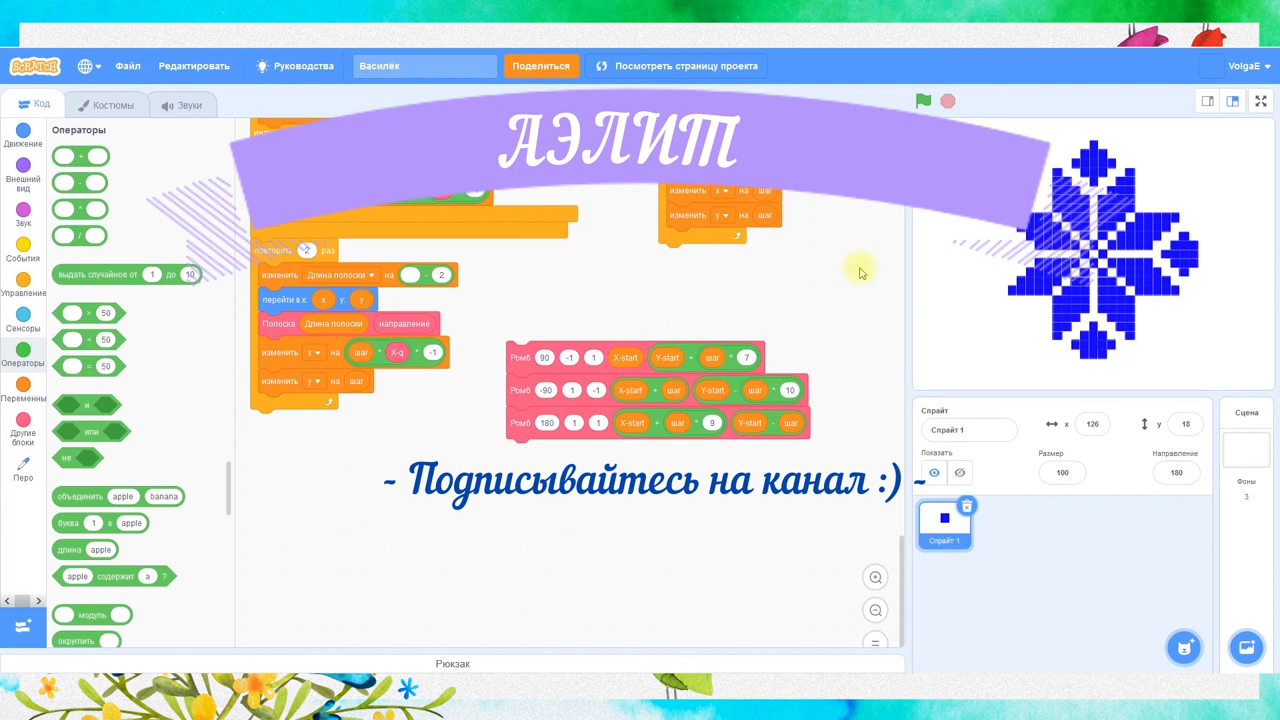 SCRATCH
Файл
Редактировать
Руководства
Василёк
Поделиться
Посмотреть страницу проекта
VolgaE
Код
Костюмы
Звуки
АЭЛИТ
Движение
Внешний
вид
Звук
События
Управление
Сенсоры
Операторы
Переменны
Другие
блоки
Перо
Операторы
+
-
*
/
выдать случайное от 1 до 10
> 50
< 50
= 50
и
или
не
объединить apple banana
буква 1 в apple
длина apple
apple содержит a ?
модуль
округлить
повторить 2 раз
изменить Длина полоски на - 2
перейти в x: x y: y
Полоска Длина полоски направление
изменить x на шаг * X-q * -1
изменить y на шаг
изменить x на шаг
изменить y на шаг
Ромб 90 -1 1 X-start Y-start + шаг * 7
Ромб -90 1 -1 X-start + шаг Y-start - шаг * 10
Ромб 180 1 1 X-start + шаг * 9 Y-start - шаг
~ Подписывайтесь на канал :) ~
Рюкзак
Спрайт
Спрайт 1
x 126
y 18
Показать
Размер
100
Направление
180
Спрайт 1
Сцена
Фоны
3